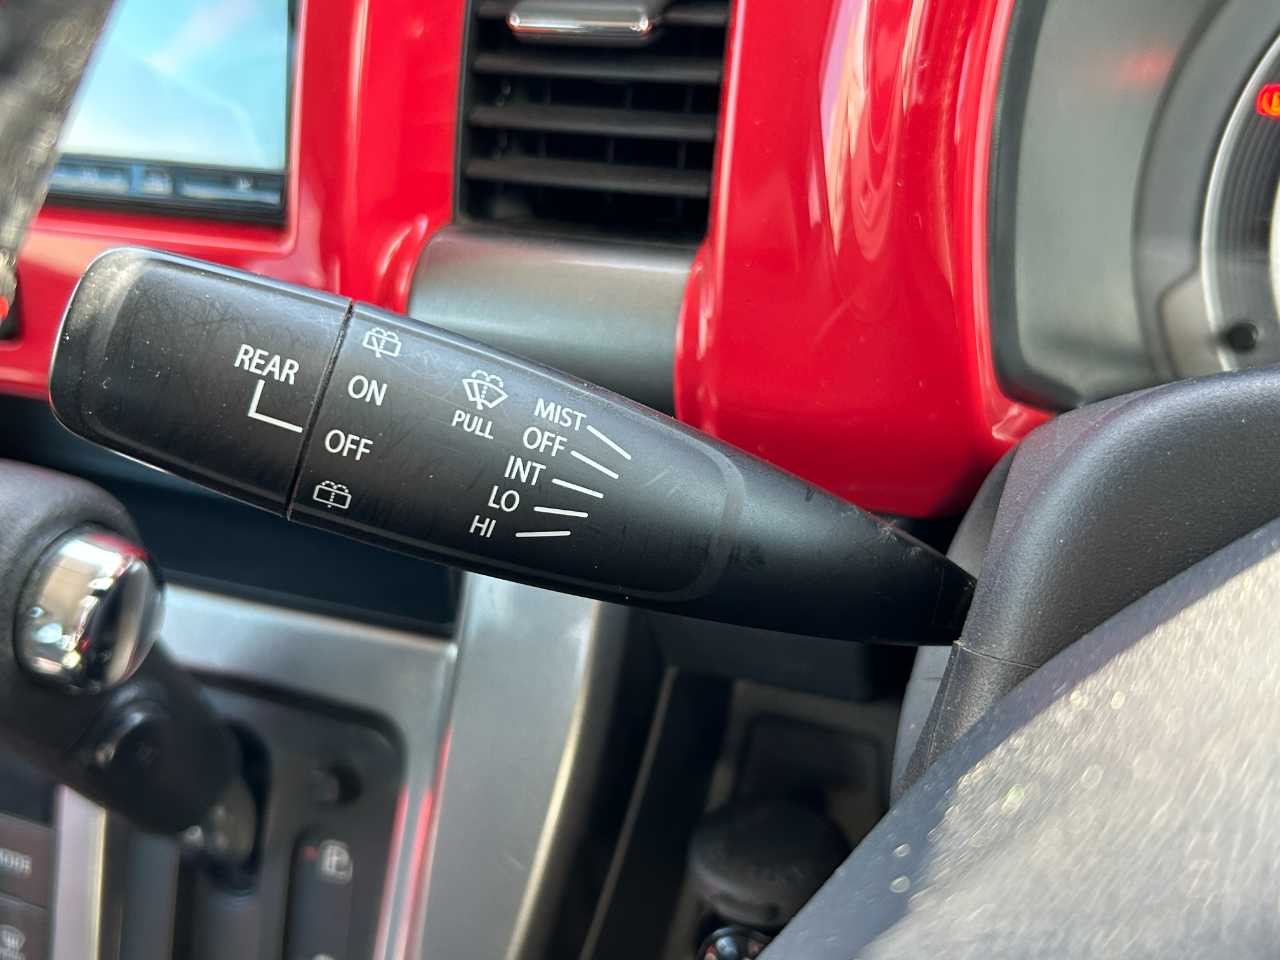 REAR
ON
OFF
PULL
MIST
OFF
INT
LO
HI